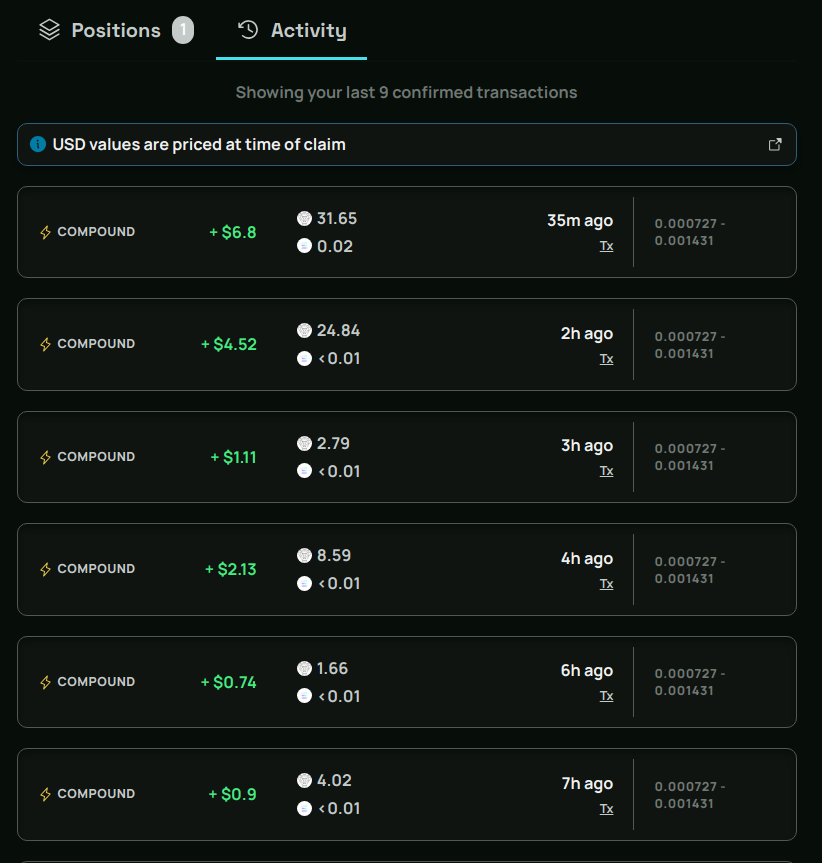 Positions 1 Activity
Showing your last 9 confirmed transactions
USD values are priced at time of claim
COMPOUND + $6.8 31.65 35m ago 0.000727 -
0.02 Tx 0.001431
COMPOUND + $4.52 24.84 2h ago 0.000727 -
<0.01 Tx 0.001431
COMPOUND + $1.11 2.79 3h ago 0.000727 -
<0.01 Tx 0.001431
COMPOUND + $2.13 8.59 4h ago 0.000727 -
<0.01 Tx 0.001431
COMPOUND + $0.74 1.66 6h ago 0.000727 -
<0.01 Tx 0.001431
COMPOUND + $0.9 4.02 7h ago 0.000727 -
<0.01 Tx 0.001431